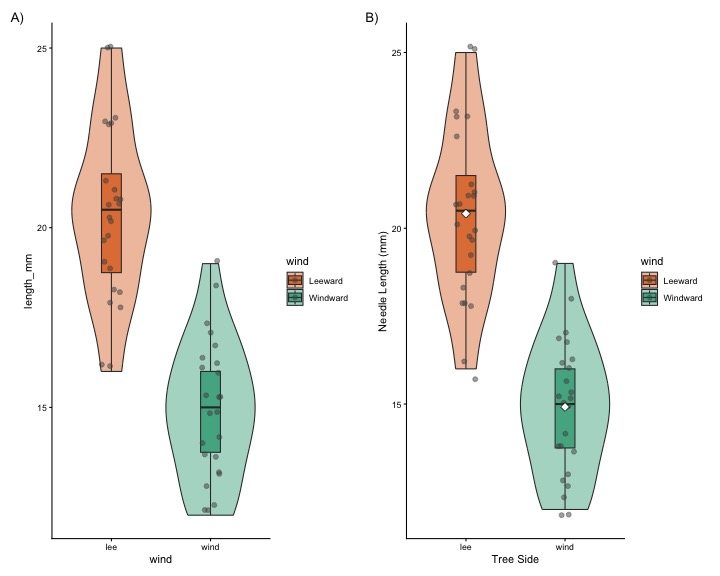 A)
length_mm
25
20
15
lee
wind
wind
wind
Leeward
Windward
B)
Needle Length (mm)
25
20
15
lee
wind
Tree Side
wind
Leeward
Windward